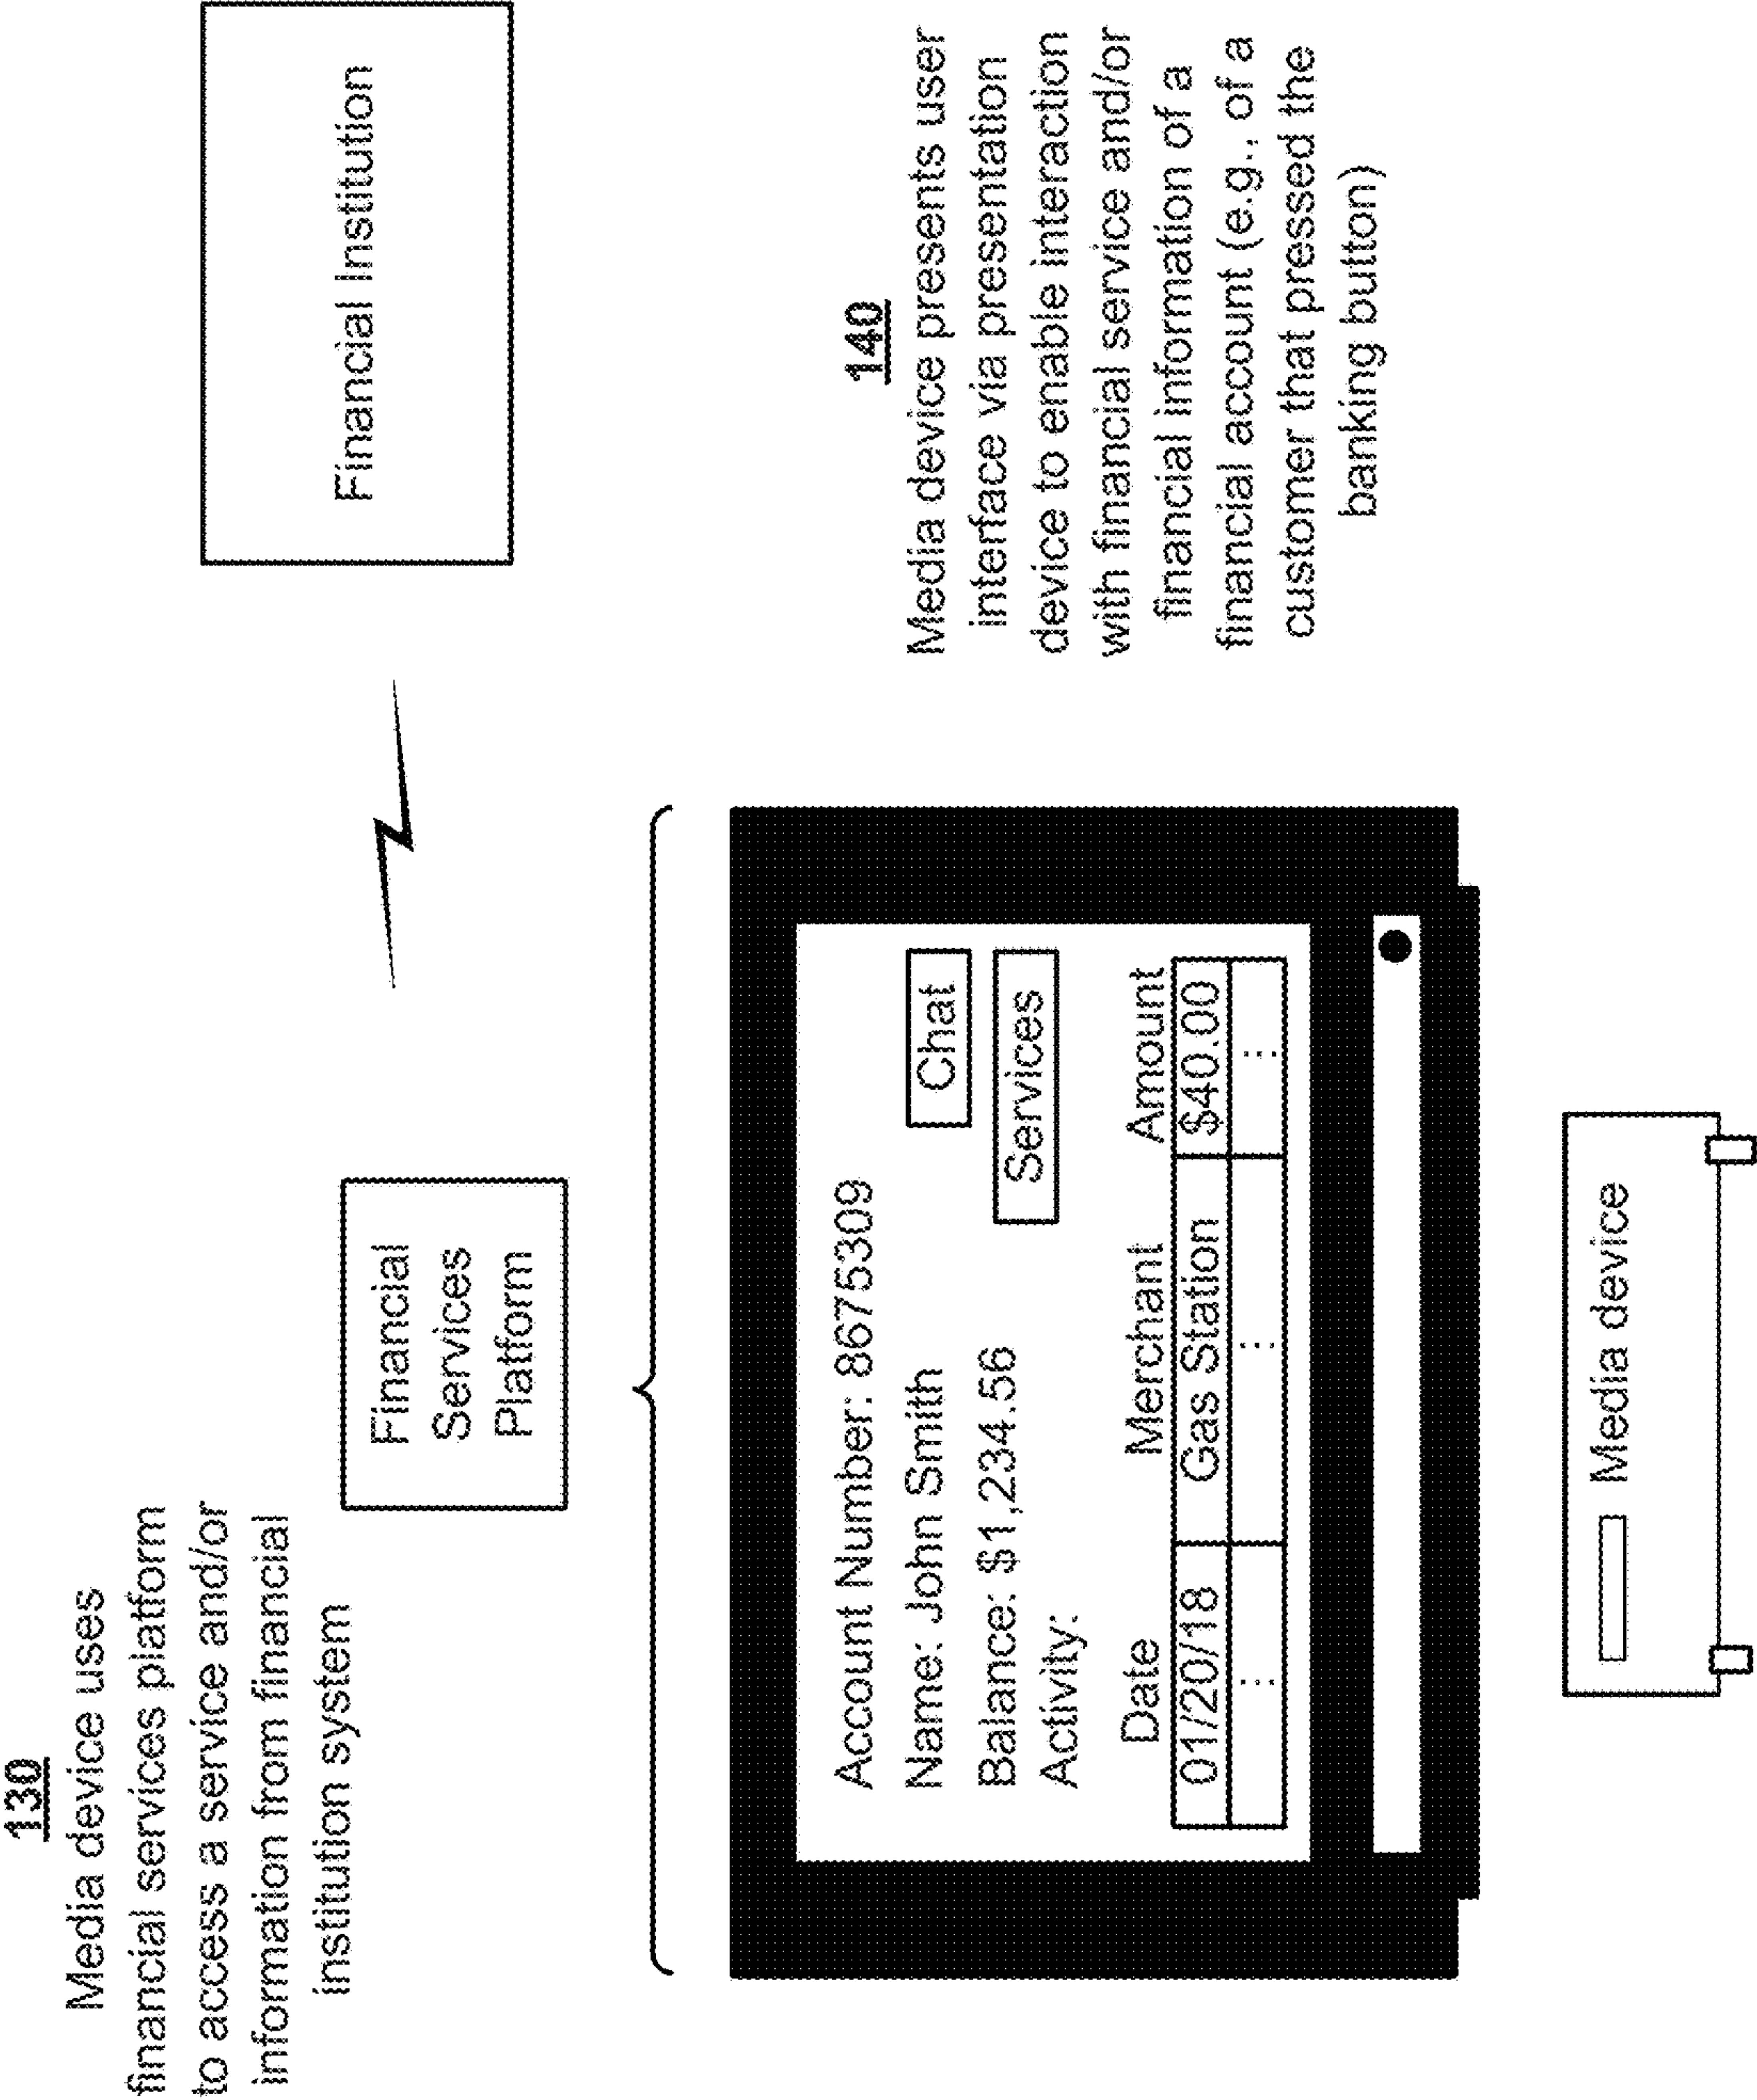 130
Media device uses
financial services platform
to access a service and/or
information from financial
institution system
Financial
Services
Platform
Financial Institution
Account Number: 8675309
Name: John Smith
Balance: $1,234.56
Activity:
Chat
Services
Date Merchant Amount
01/20/18 Gas Station $40.00
... ... ...
140
Media device presents user
interface via presentation
device to enable interaction
with financial service and/or
financial information of a
financial account (e.g., of a
customer that pressed the
banking button)
Media device